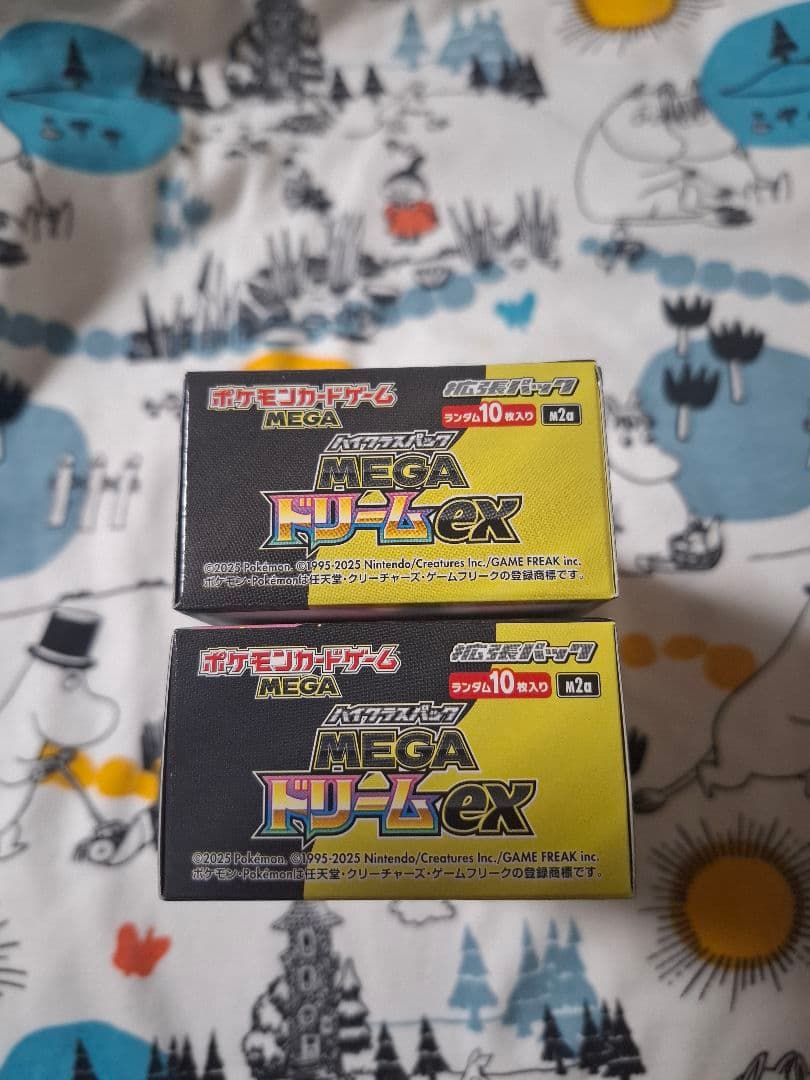 ポケモンカードゲーム
MEGA
拡張パック
ランダム10枚入り
M2a
ハイクラスパック
MEGA
ドリームex
©2025 Pokémon. ©1995-2025 Nintendo/Creatures Inc./GAME FREAK inc.
ポケモン・Pokémonは任天堂・クリーチャーズ・ゲームフリークの登録商標です。
ポケモンカードゲーム
MEGA
拡張パック
ランダム10枚入り
M2a
ハイクラスパック
MEGA
ドリームex
©2025 Pokémon. ©1995-2025 Nintendo/Creatures Inc./GAME FREAK inc.
ポケモン・Pokémonは任天堂・クリーチャーズ・ゲームフリークの登録商標です。